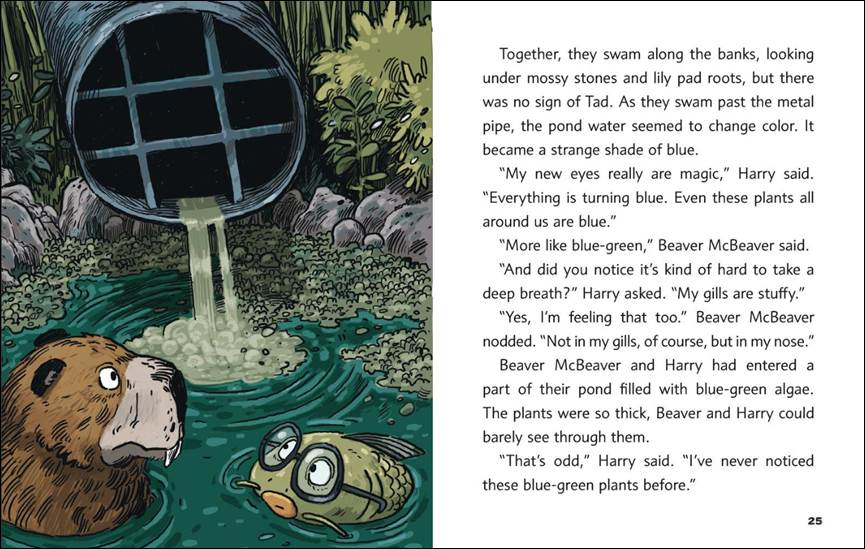 Together, they swam along the banks, looking
under mossy stones and lily pad roots, but there
was no sign of Tad. As they swam past the metal
pipe, the pond water seemed to change color. It
became a strange shade of blue.
“My new eyes really are magic,” Harry said.
“Everything is turning blue. Even these plants all
around us are blue.”
“More like blue-green,” Beaver McBeaver said.
“And did you notice it’s kind of hard to take a
deep breath?” Harry asked. “My gills are stuffy.”
“Yes, I’m feeling that too.” Beaver McBeaver
nodded. “Not in my gills, of course, but in my nose.”
Beaver McBeaver and Harry had entered a
part of their pond filled with blue-green algae.
The plants were so thick, Beaver and Harry could
barely see through them.
“That’s odd,” Harry said. “I’ve never noticed
these blue-green plants before.”
25